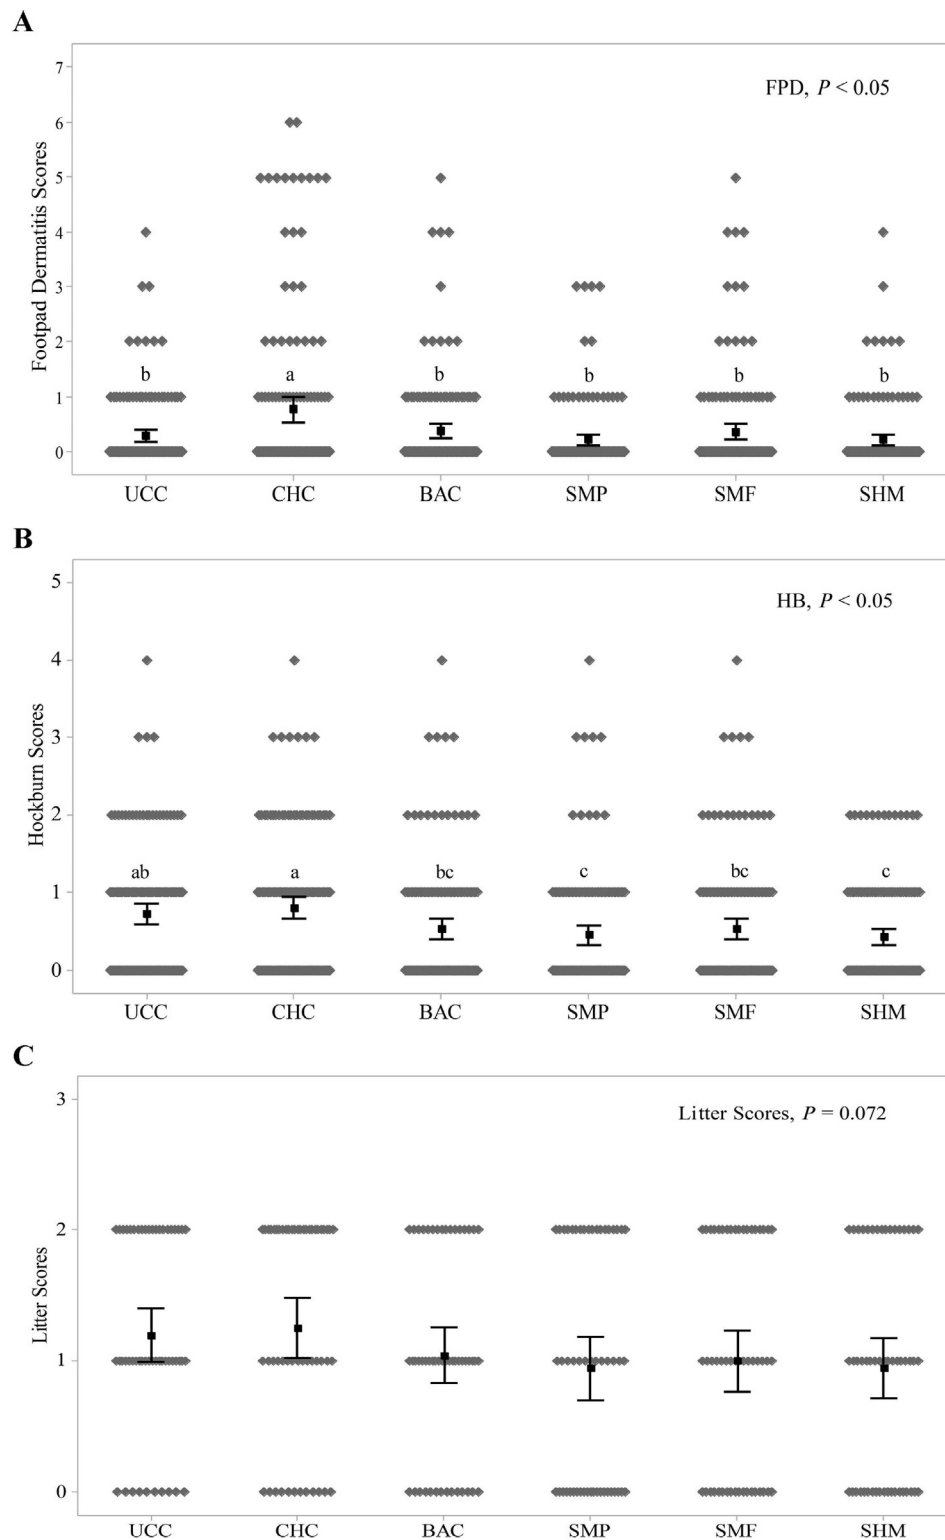 A
7
FPD, P < 0.05
6
5
4
3
2
b a b b b b
1
0
Footpad Dermatitis Scores
UCC CHC BAC SMP SMF SHM
B
5
HB, P < 0.05
4
3
2
ab a bc c bc c
1
0
Hockburn Scores
UCC CHC BAC SMP SMF SHM
C
3
Litter Scores, P = 0.072
2
1
0
Litter Scores
UCC CHC BAC SMP SMF SHM